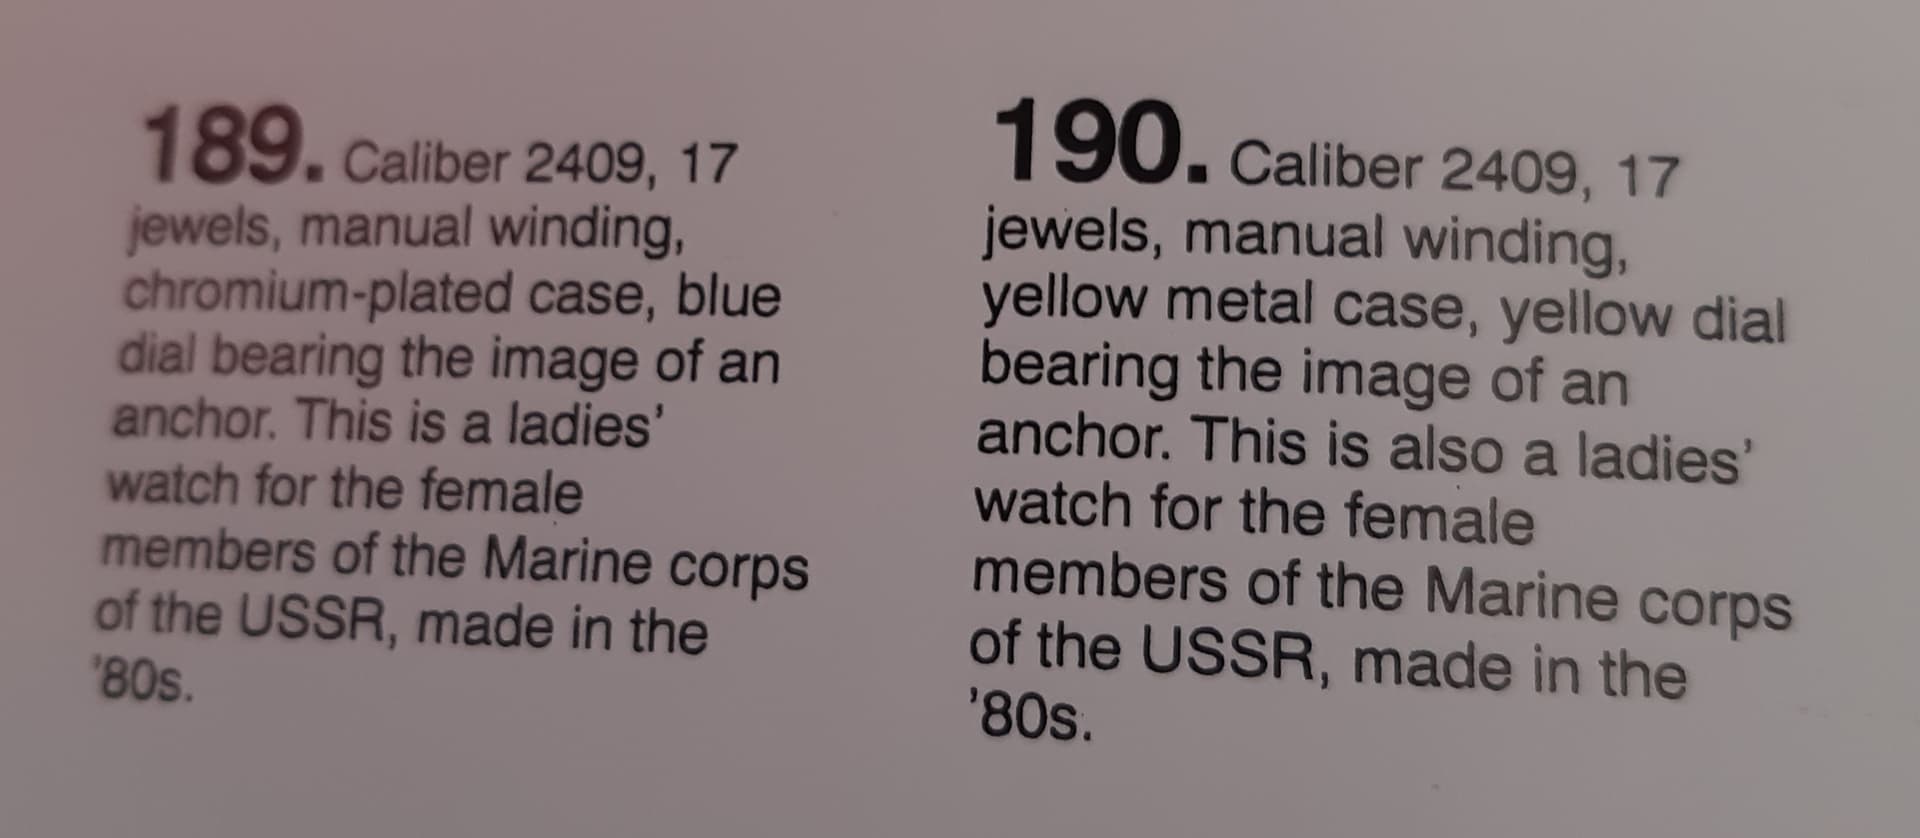 189. Caliber 2409, 17
jewels, manual winding,
chromium-plated case, blue
dial bearing the image of an
anchor. This is a ladies’
watch for the female
members of the Marine corps
of the USSR, made in the
’80s.
190. Caliber 2409, 17
jewels, manual winding,
yellow metal case, yellow dial
bearing the image of an
anchor. This is also a ladies’
watch for the female
members of the Marine corps
of the USSR, made in the
’80s.